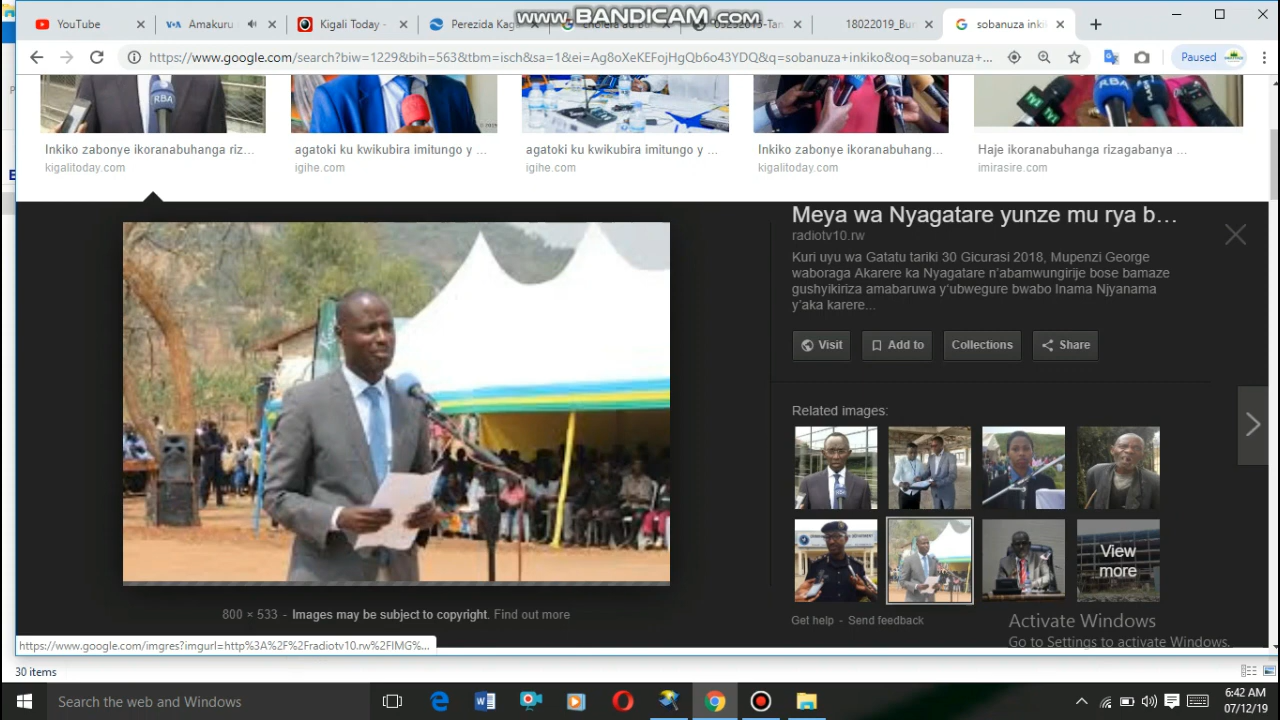 www.BANDICAM.com
YouTube
Amakuru
Kigali Today -
Perezida Kag
18022019_Bu
sobanuza inki
https://www.google.com/search?biw=1229&bih=563&tbm=isch&sa=1&ei=Ag8oXeKEFojHgQb6o43YDQ&q=sobanuza+inkiko&oq=sobanuza+...
Paused
RBA
RBA
Inkiko zabonye ikoranabuhanga riz...
kigalitoday.com
agatoki ku kwikubira imitungo y ...
igihe.com
agatoki ku kwikubira imitungo y ...
igihe.com
Inkiko zabonye ikoranabuhang...
kigalitoday.com
Haje ikoranabuhanga rizagabanya ...
imirasire.com
Meya wa Nyagatare yunze mu rya b...
radiotv10.rw
Kuri uyu wa Gatatu tariki 30 Gicurasi 2018, Mupenzi George
waboraga Akarere ka Nyagatare n'abamwungirije bose bamaze
gushyikiriza amabaruwa y'ubwegure bwabo Inama Njyanama
y'aka karere...
Visit
Add to
Collections
Share
Related images:
View
more
Get help - Send feedback
800 × 533 - Images may be subject to copyright. Find out more
Activate Windows
Go to Settings to activate Windows.
https://www.google.com/imgres?imgurl=http%3A%2F%2Fradiotv10.rw%2FIMG%...
30 items
Search the web and Windows
6:42 AM
07/12/19